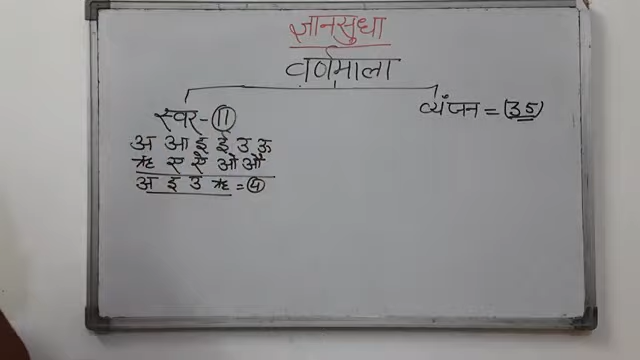 ज्ञानसुधा
वर्णमाला
स्वर-11
व्यंजन = (35)
अ आ इ ई उ ऊ
ऋ ए ऐ ओ औ
अ इ उ ऋ = 4